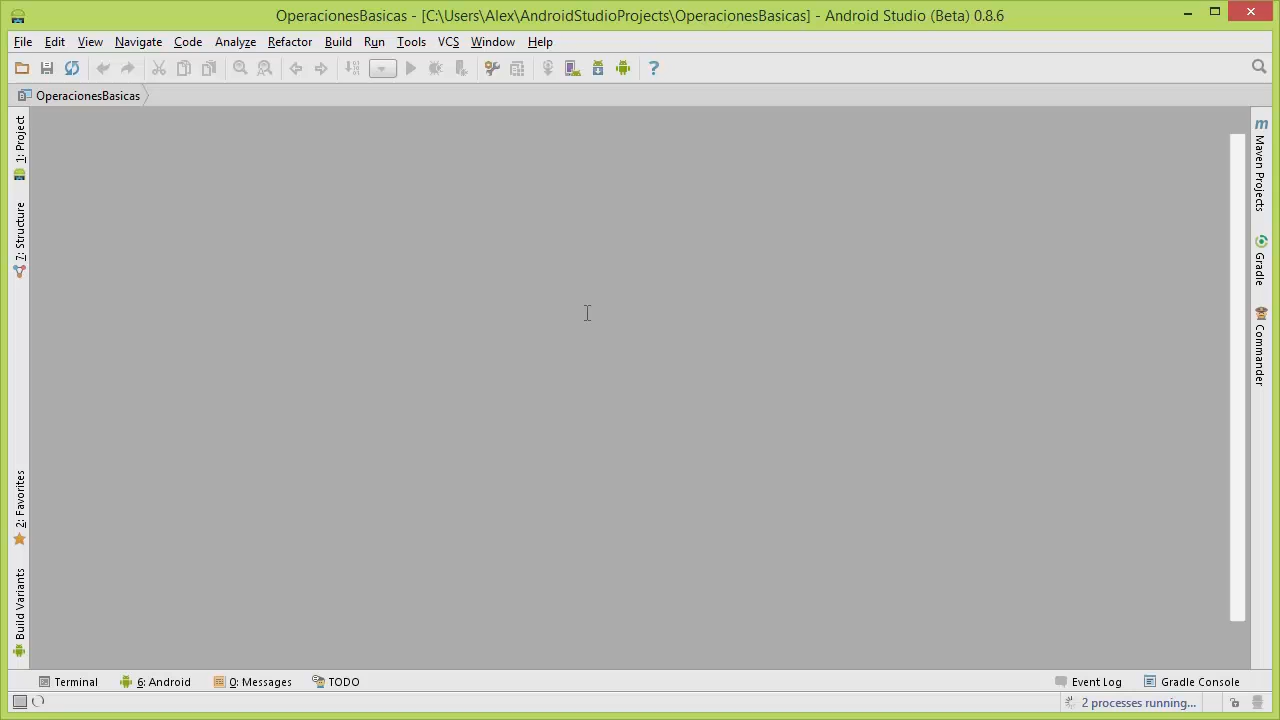 OperacionesBasicas - [C:\Users\Alex\AndroidStudioProjects\OperacionesBasicas] - Android Studio (Beta) 0.8.6
File Edit View Navigate Code Analyze Refactor Build Run Tools VCS Window Help
OperacionesBasicas
1: Project
7: Structure
2: Favorites
Build Variants
Maven Projects
Gradle
Commander
Terminal 6: Android 0: Messages TODO Event Log Gradle Console
2 processes running...